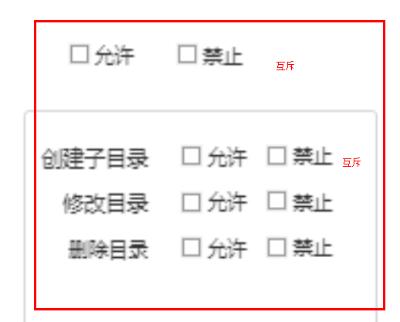 允许 禁止 互斥
创建子目录 允许 禁止 互斥
修改目录 允许 禁止
删除目录 允许 禁止